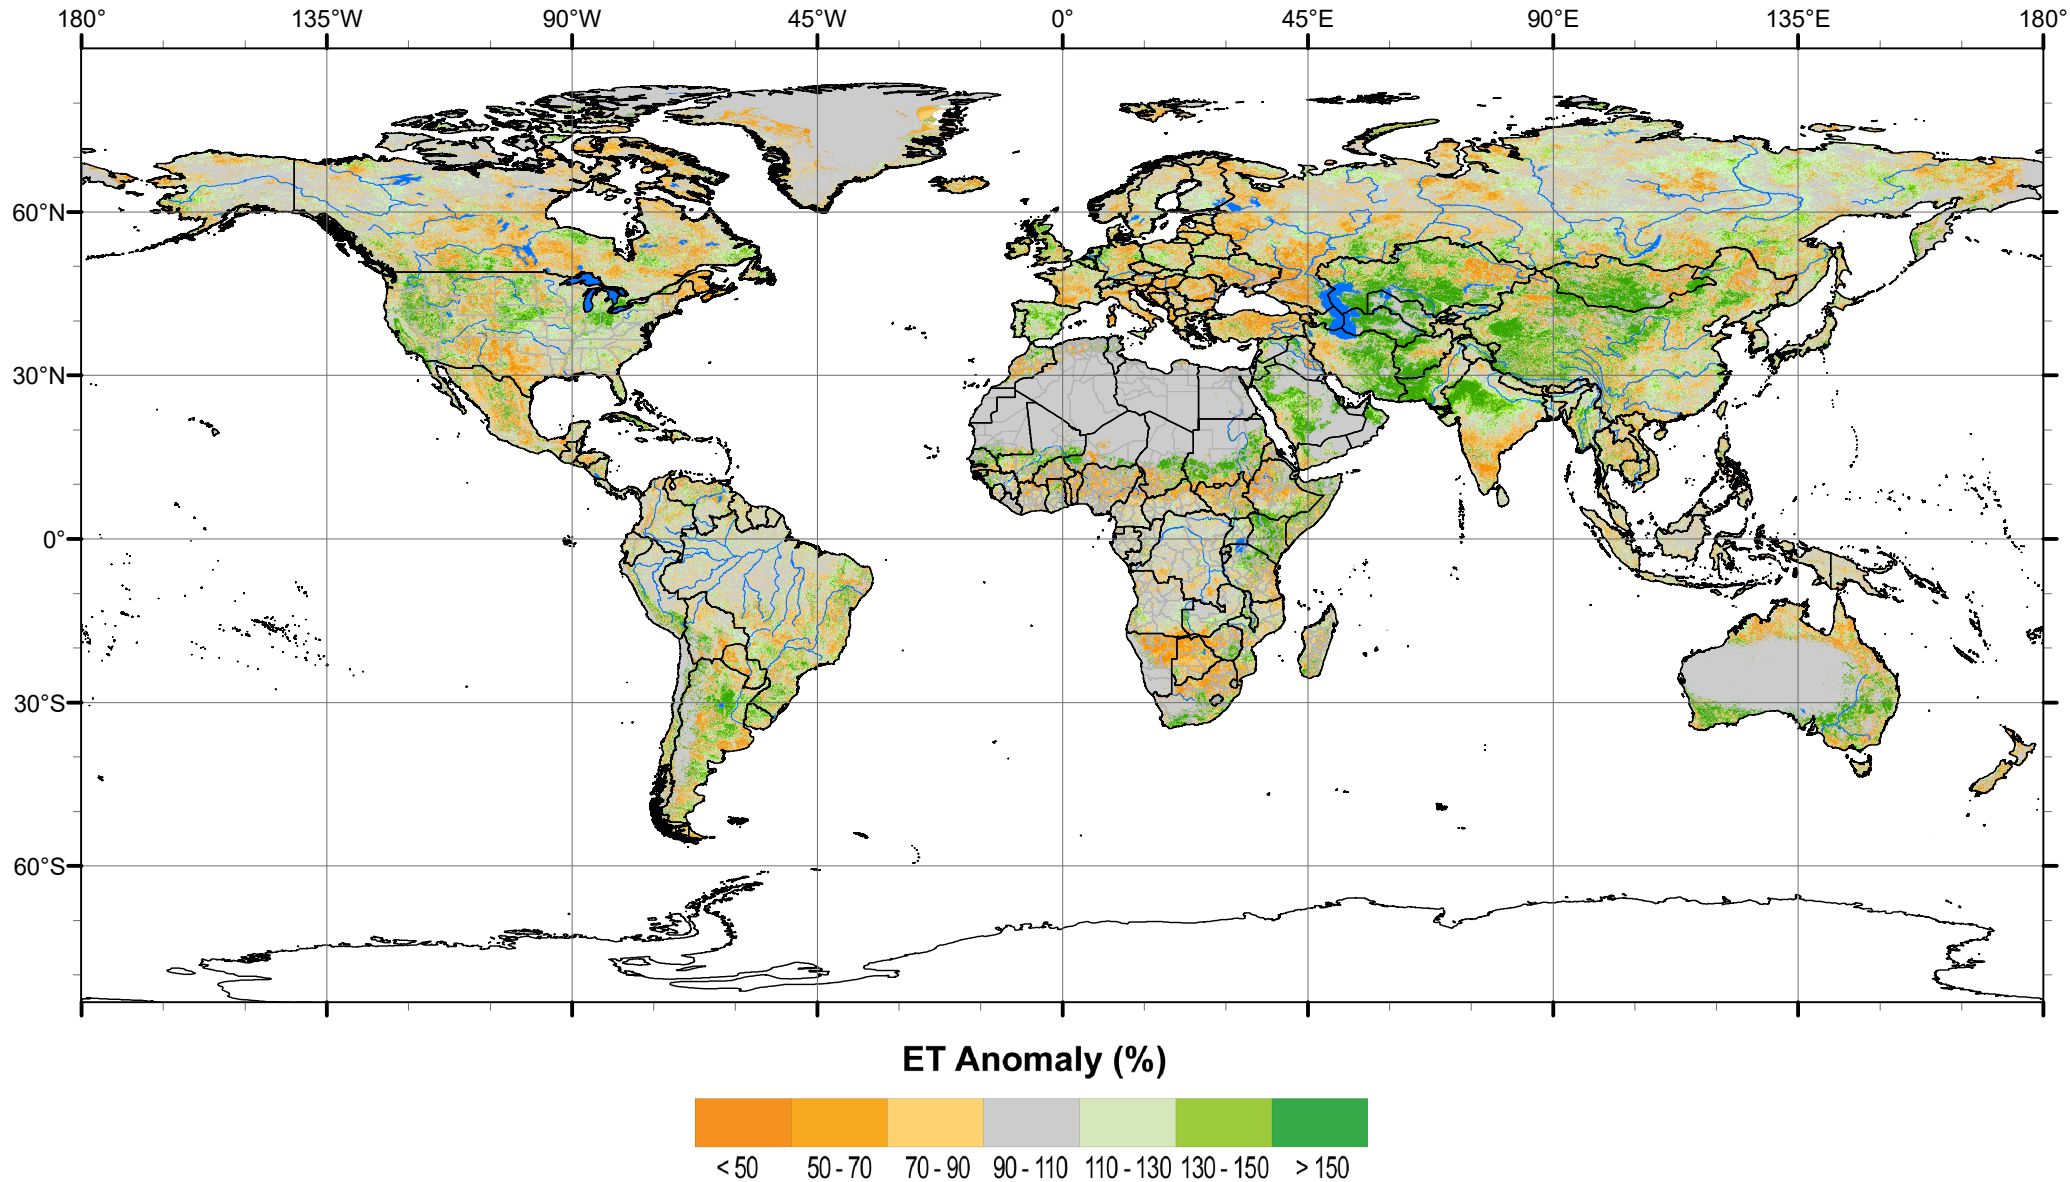 180° 135°W 90°W 45°W 0° 45°E 90°E 135°E 180°
60°N
30°N
0°
30°S
60°S
ET Anomaly (%)
< 50 50 - 70 70 - 90 90 - 110 110 - 130 130 - 150 > 150